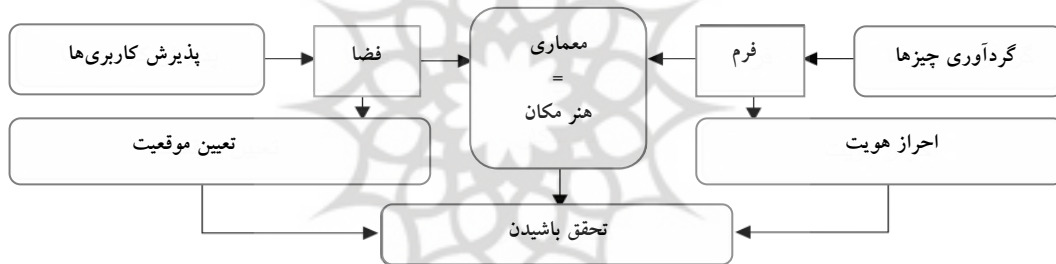 گردآوری چیزها
فرم
معماری
=
هنر مکان
فضا
پذیرش کاربری‌ها
احراز هویت
تعیین موقعیت
تحقق باشیدن